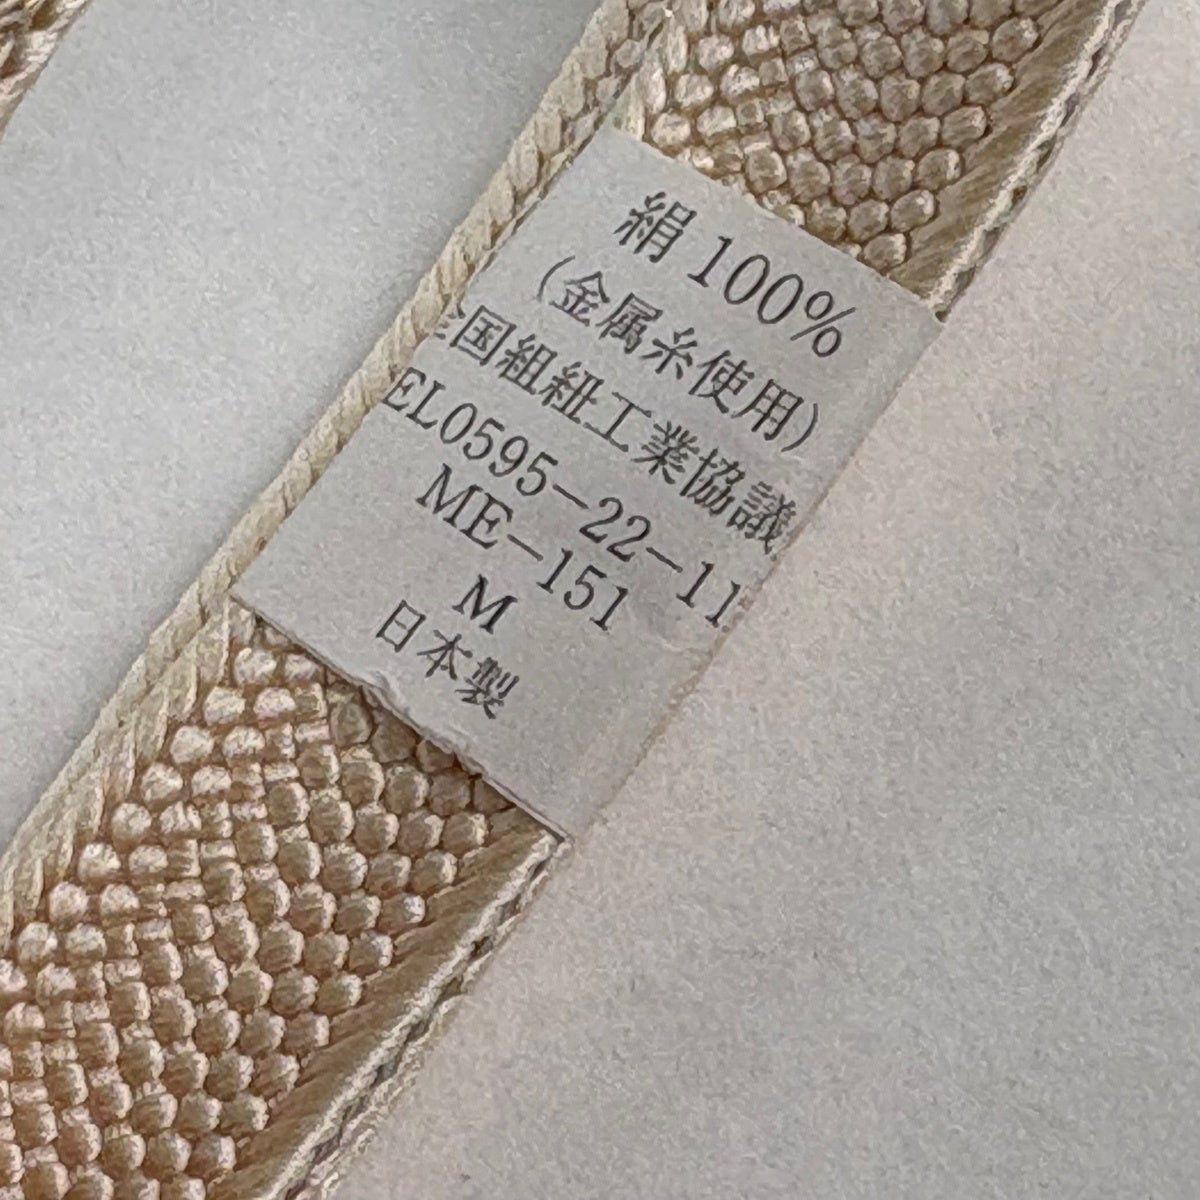 絹 100%
(金属糸使用)
全国組紐工業協議
EL0595-22-11
ME-151
M
日本製